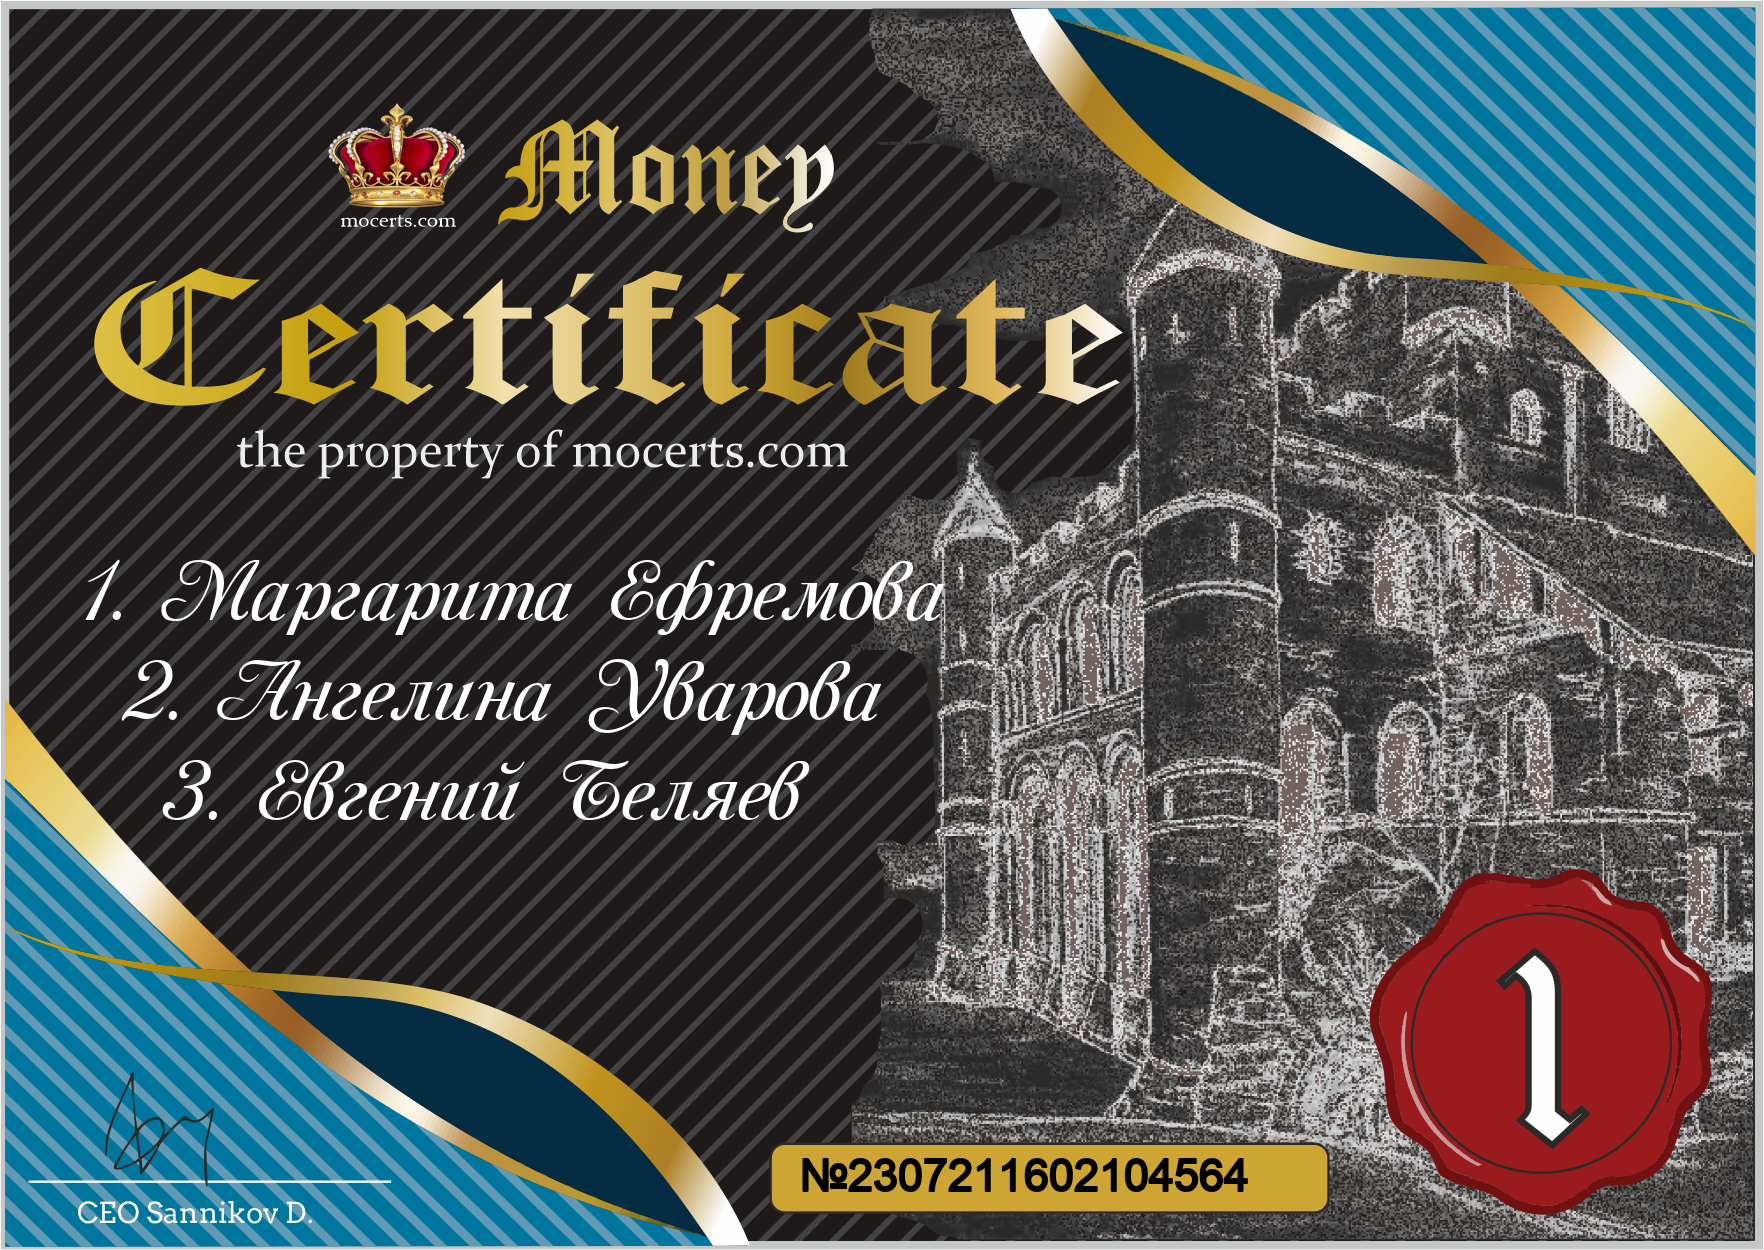 mocerts.com
Money
Certificate
the property of mocerts.com
1. Маргарита Ефремова
2. Ангелина Уварова
3. Евгений Беляев
1
№2307211602104564
CEO Sannikov D.